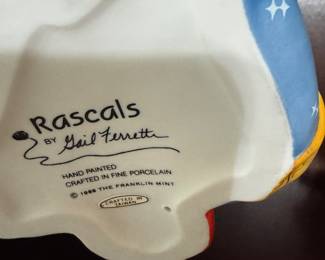 Rascals
BY Gail Ferretti
HAND PAINTED
CRAFTED IN FINE PORCELAIN
© 1988 THE FRANKLIN MINT
CRAFTED IN
TAIWAN